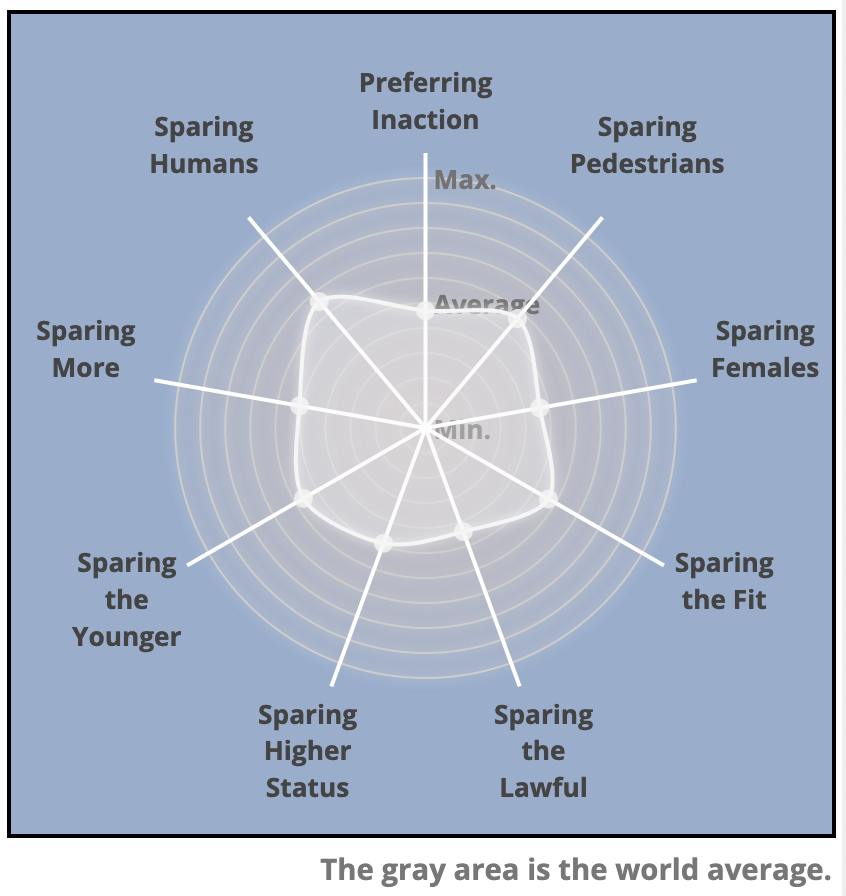 Preferring
Inaction
Sparing
Humans
Sparing
Pedestrians
Max.
Average
Sparing
More
Sparing
Females
Min.
Sparing
the
Younger
Sparing
the Fit
Sparing
Higher
Status
Sparing
the
Lawful
The gray area is the world average.